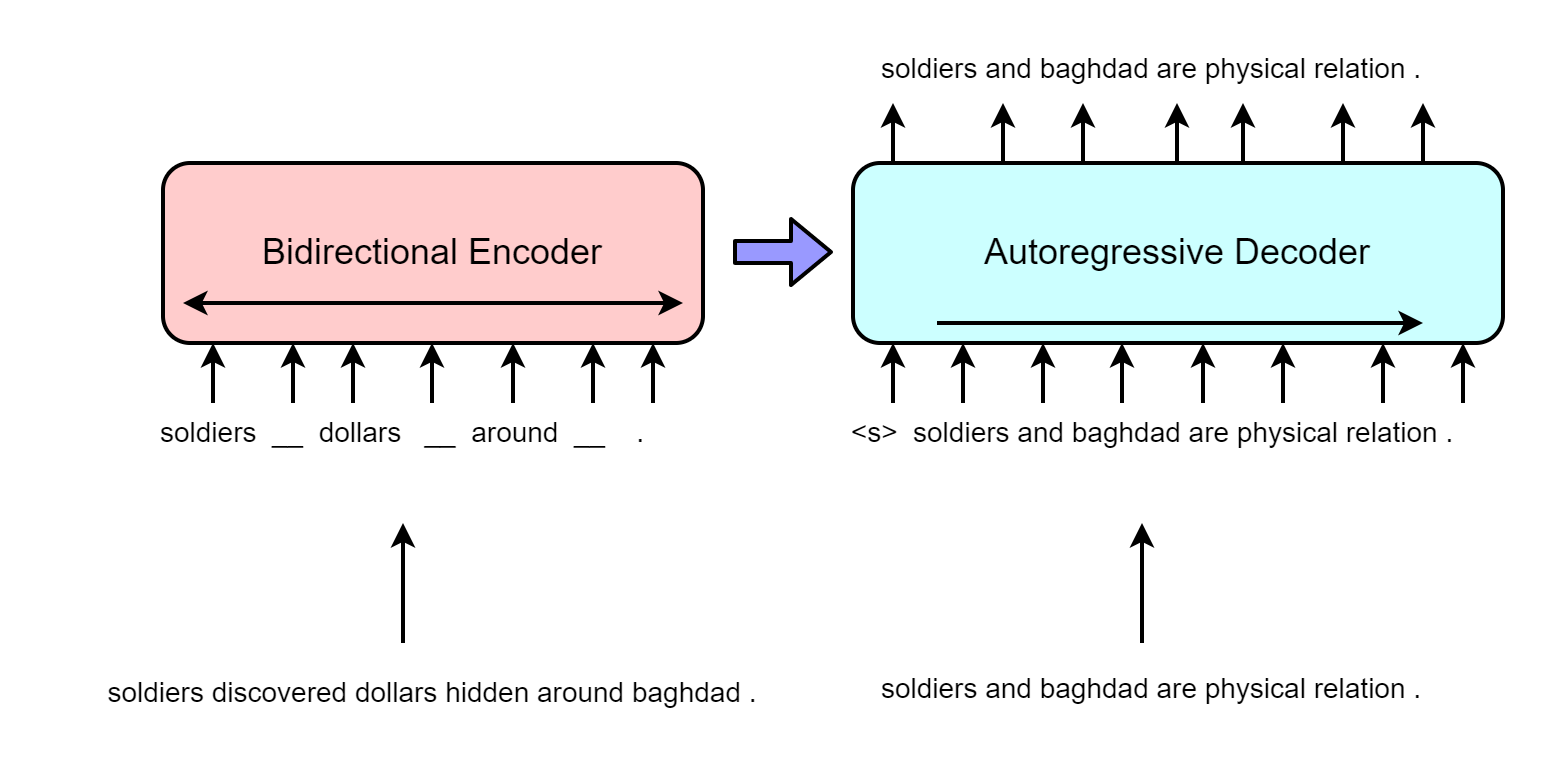 soldiers and baghdad are physical relation .
Bidirectional Encoder
Autoregressive Decoder
soldiers __ dollars __ around __ .
<s> soldiers and baghdad are physical relation .
soldiers discovered dollars hidden around baghdad .
soldiers and baghdad are physical relation .